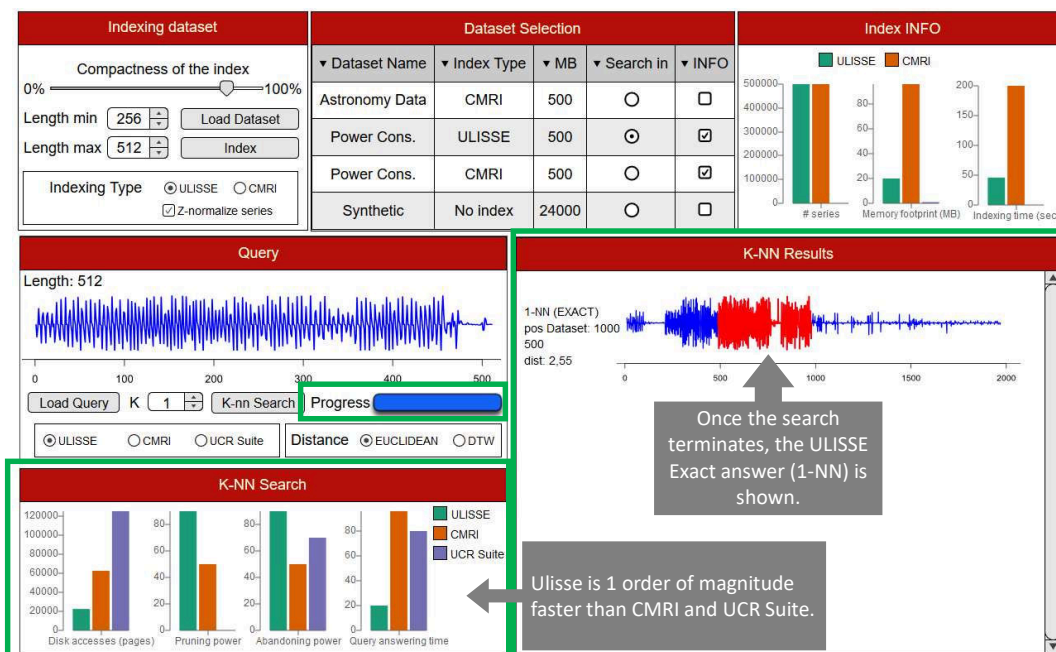 Indexing dataset
Compactness of the index
0% 100%
Length min 256 Load Dataset
Length max 512 Index
Indexing Type ULISSE CMRI
Z-normalize series
Dataset Selection
▾ Dataset Name ▾ Index Type ▾ MB ▾ Search in ▾ INFO
Astronomy Data CMRI 500
Power Cons. ULISSE 500
Power Cons. CMRI 500
Synthetic No index 24000
Index INFO
ULISSE CMRI
500000
400000
300000
200000
100000
0
# series
80
60
40
20
0
Memory footprint (MB)
200
150
100
50
0
Indexing time (sec
Query
Length: 512
0 100 200 300 400 500
Load Query K 1 K-nn Search Progress
ULISSE CMRI UCR Suite Distance EUCLIDEAN DTW
K-NN Results
1-NN (EXACT)
pos Dataset: 1000
500
dist: 2,55
0 500 1000 1500 2000
Once the search
terminates, the ULISSE
Exact answer (1-NN) is
shown.
K-NN Search
120000
100000
80000
60000
40000
20000
0
Disk accesses (pages)
80
60
40
20
0
Pruning power
80
60
40
20
0
Abandoning power
80
60
40
20
0
Query answering time
ULISSE
CMRI
UCR Suite
Ulisse is 1 order of magnitude
faster than CMRI and UCR Suite.